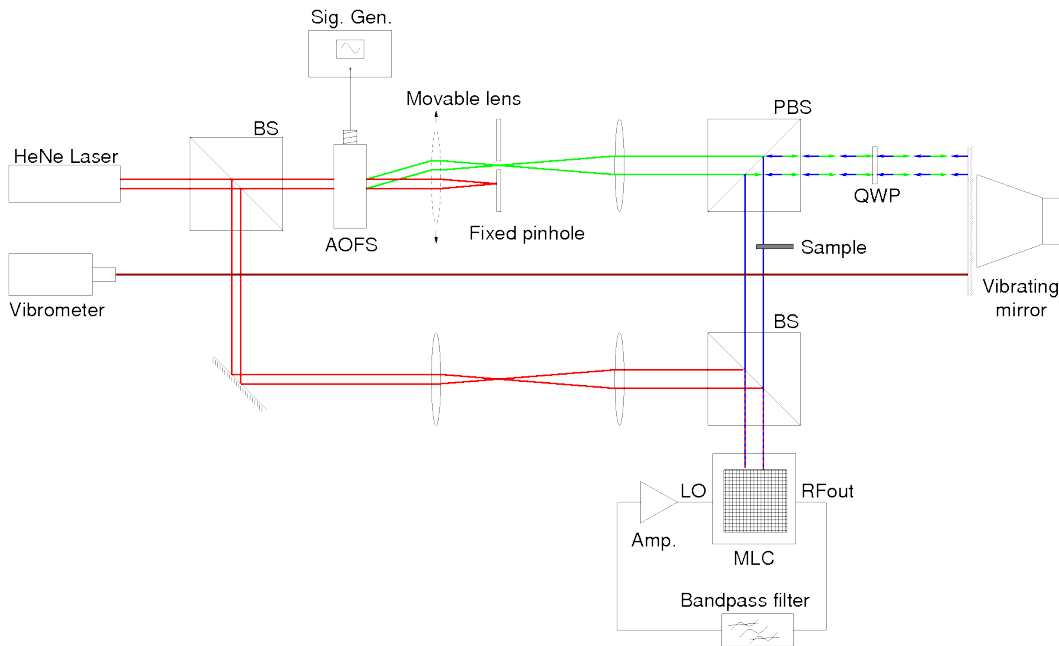 Sig. Gen.
Movable lens
PBS
BS
HeNe Laser
QWP
AOFS
Fixed pinhole
Sample
Vibrometer
Vibrating
mirror
BS
LO
RFout
Amp.
MLC
Bandpass filter